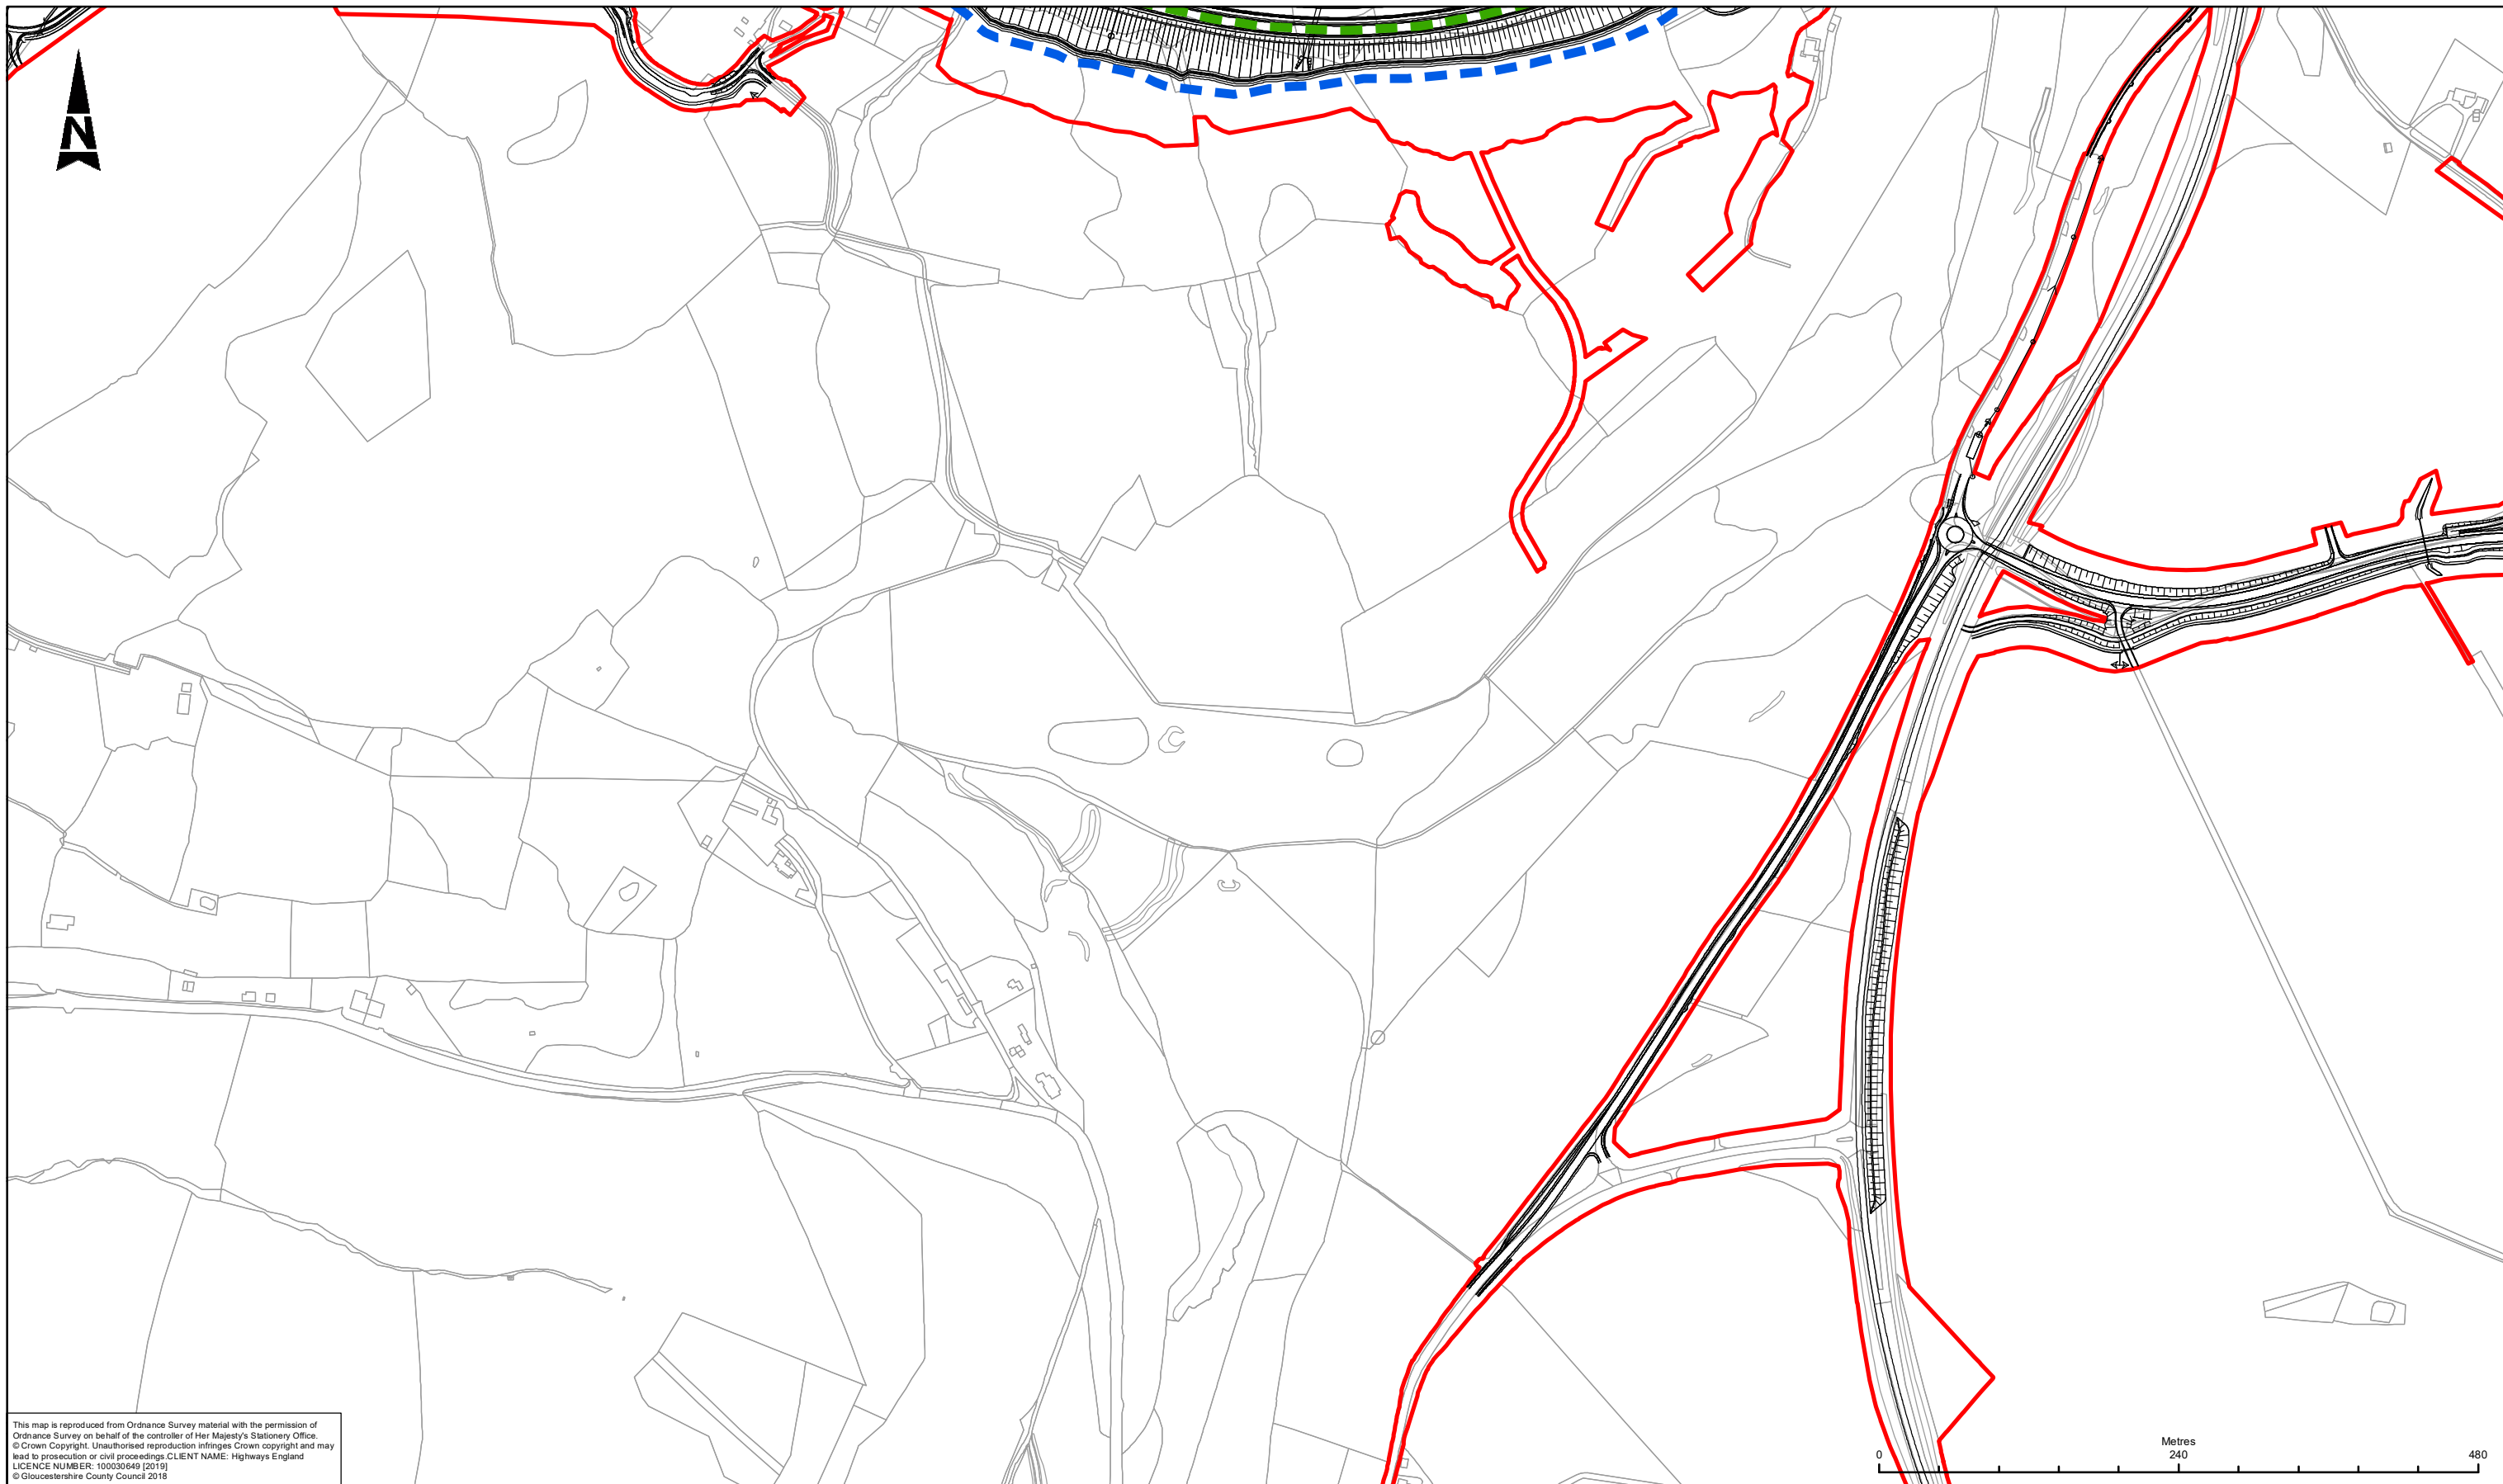 N
This map is reproduced from Ordnance Survey material with the permission of
Ordnance Survey on behalf of the controller of Her Majesty's Stationery Office.
© Crown Copyright. Unauthorised reproduction infringes Crown copyright and may
lead to prosecution or civil proceedings.CLIENT NAME: Highways England
LICENCE NUMBER: 100030649 [2019]
© Gloucestershire County Council 2018
Metres
0 240 480